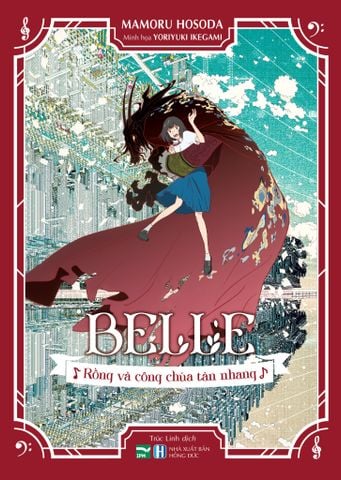 MAMORU HOSODA
Minh họa YORIYUKI IKEGAMI
BELLE
Rồng và công chúa tàn nhang
Trúc Linh dịch
IPM
NHÀ XUẤT BẢN
HỒNG ĐỨC